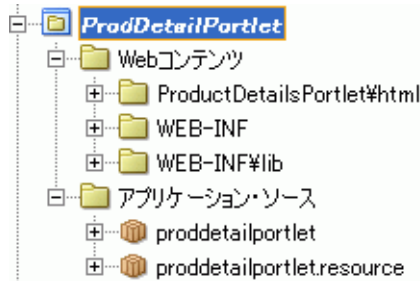 ProdDetailPortlet
Webコンテンツ
ProductDetailsPortlet¥html
WEB-INF
WEB-INF¥lib
アプリケーション・ソース
proddetailportlet
proddetailportlet.resource